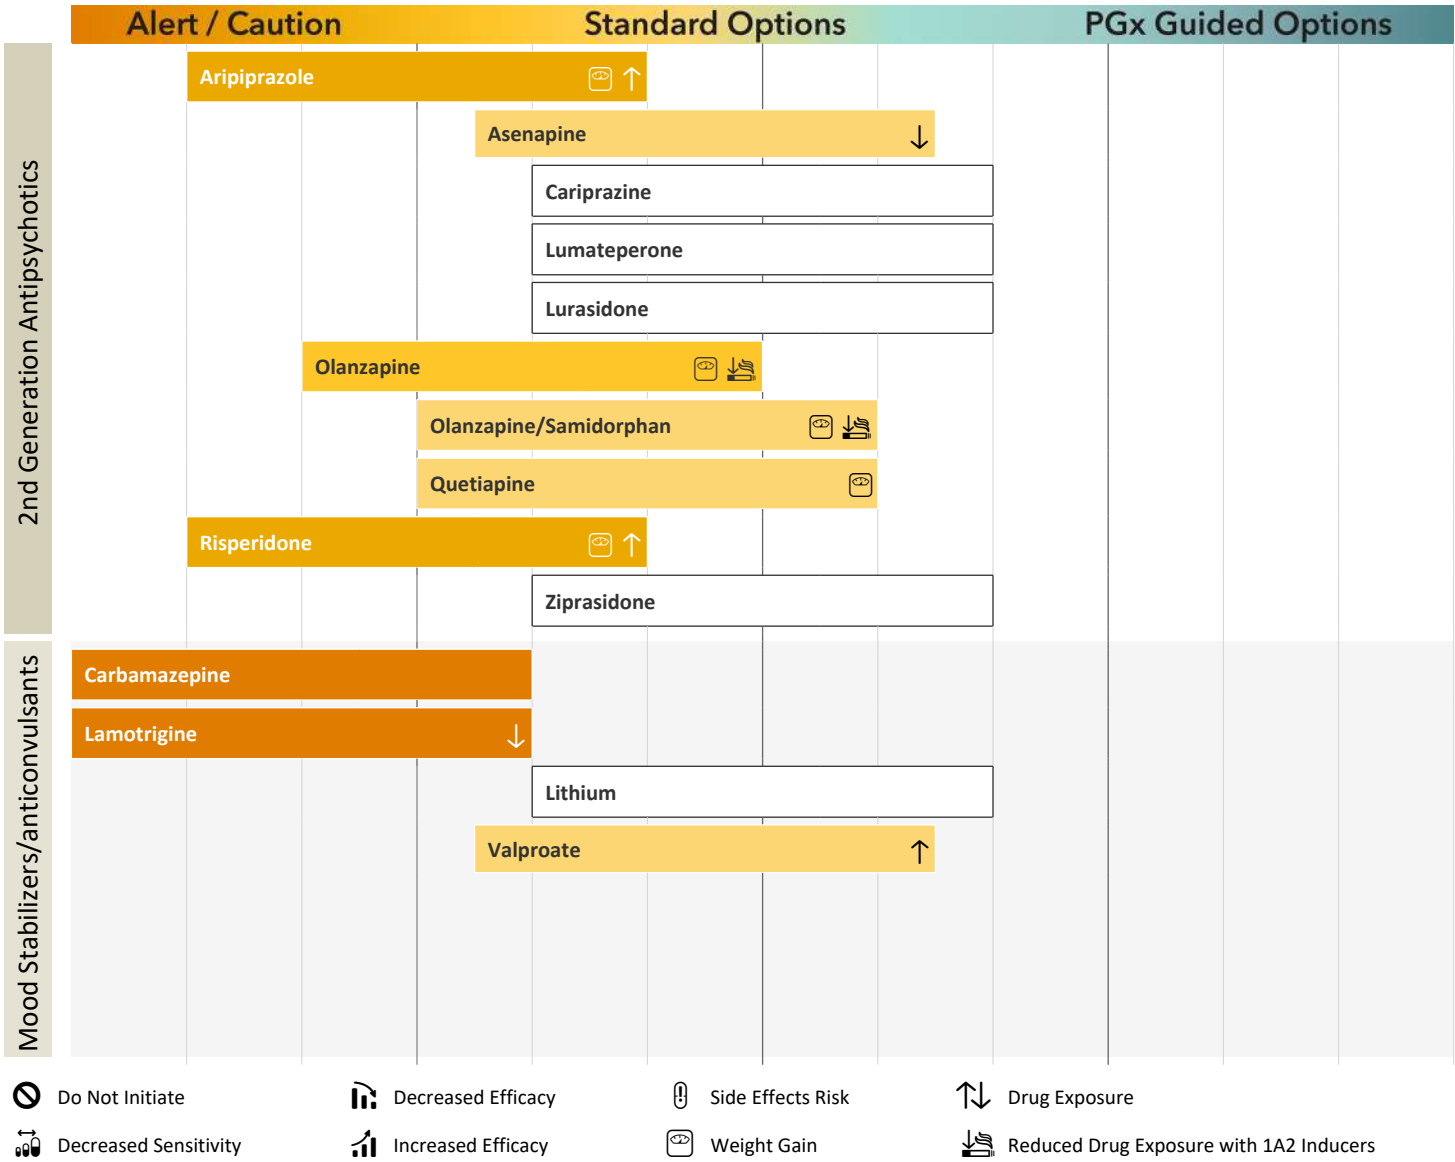 Alert / Caution
Standard Options
PGx Guided Options
2nd Generation Antipsychotics
Aripiprazole
Asenapine
Cariprazine
Lumateperone
Lurasidone
Olanzapine
Olanzapine/Samidorphan
Quetiapine
Risperidone
Ziprasidone
Mood Stabilizers/anticonvulsants
Carbamazepine
Lamotrigine
Lithium
Valproate
Do Not Initiate
Decreased Efficacy
Side Effects Risk
Drug Exposure
Decreased Sensitivity
Increased Efficacy
Weight Gain
Reduced Drug Exposure with 1A2 Inducers